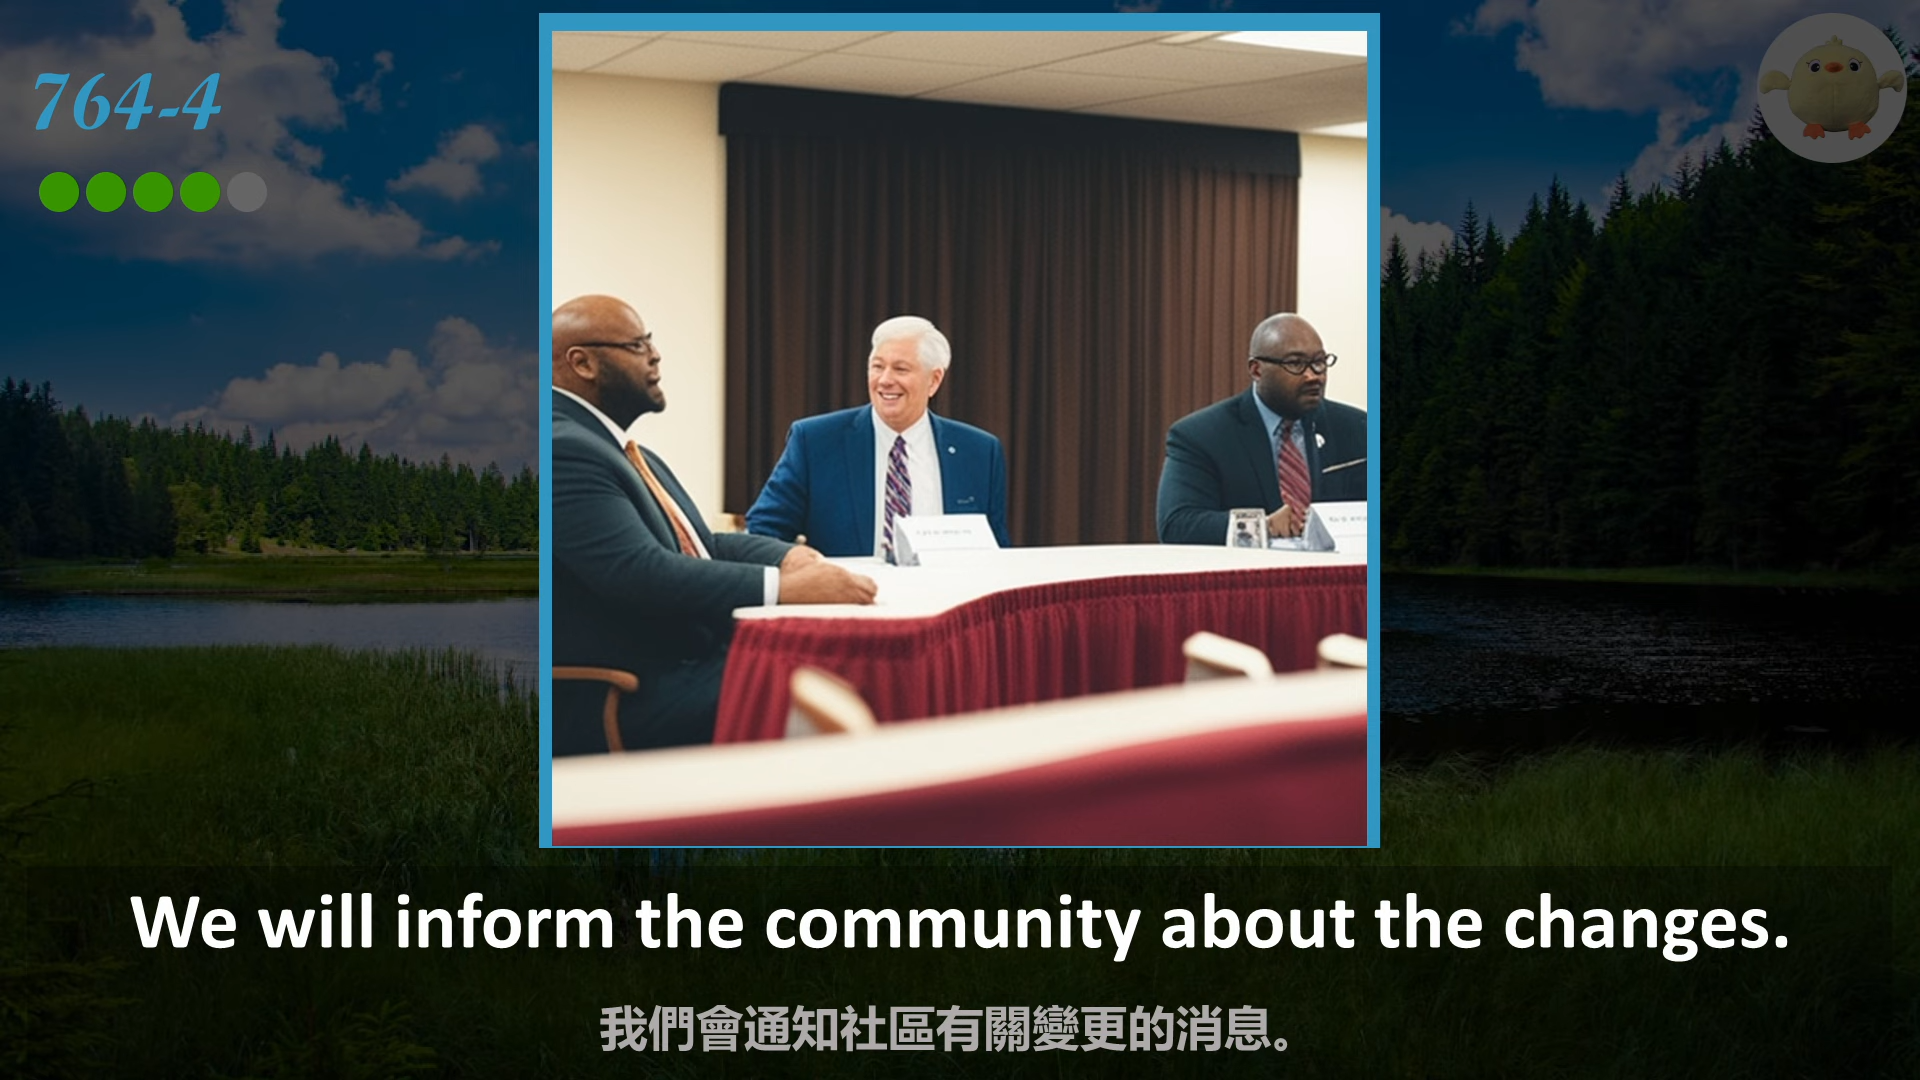 764-4
We will inform the community about the changes.
我們會通知社區有關變更的消息。